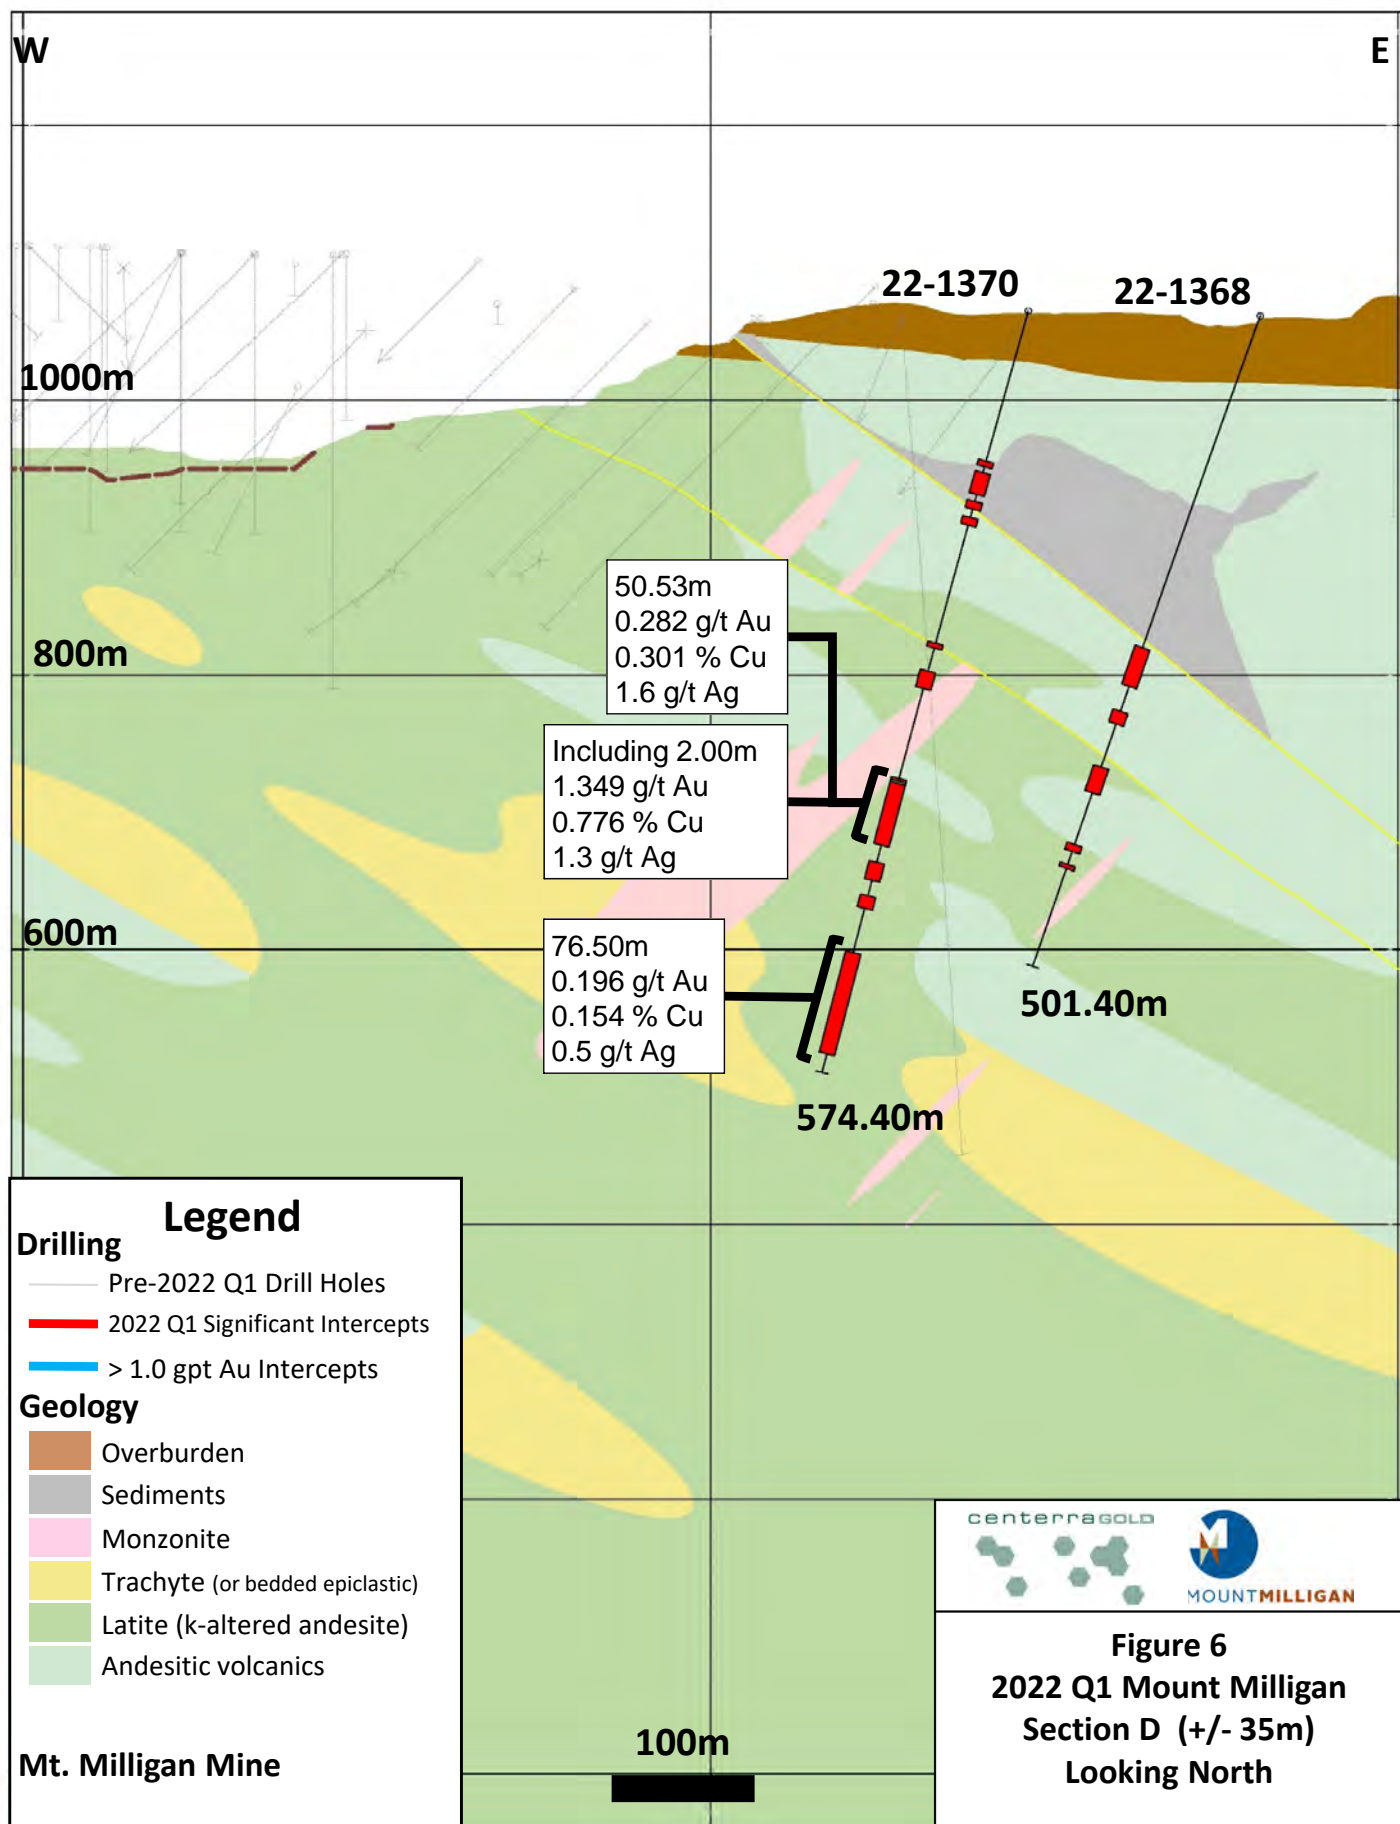 W
E
22-1370
22-1368
1000m
800m
600m
50.53m
0.282 g/t Au
0.301 % Cu
1.6 g/t Ag
Including 2.00m
1.349 g/t Au
0.776 % Cu
1.3 g/t Ag
76.50m
0.196 g/t Au
0.154 % Cu
0.5 g/t Ag
501.40m
574.40m
Legend
Drilling
Pre-2022 Q1 Drill Holes
2022 Q1 Significant Intercepts
> 1.0 gpt Au Intercepts
Geology
Overburden
Sediments
Monzonite
Trachyte (or bedded epiclastic)
Latite (k-altered andesite)
Andesitic volcanics
Mt. Milligan Mine
100m
centerraGOLD
MOUNTMILLIGAN
Figure 6
2022 Q1 Mount Milligan
Section D (+/- 35m)
Looking North